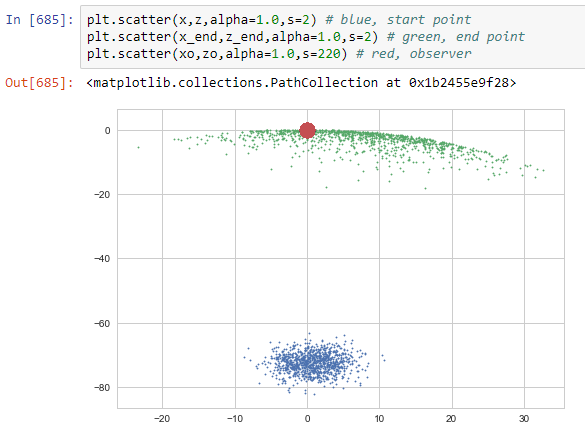 In [685]: plt.scatter(x,z,alpha=1.0,s=2) # blue, start point
plt.scatter(x_end,z_end,alpha=1.0,s=2) # green, end point
plt.scatter(xo,zo,alpha=1.0,s=220) # red, observer
Out[685]: <matplotlib.collections.PathCollection at 0x1b2455e9f28>
0
−20
−40
−60
−80
−20 −10 0 10 20 30